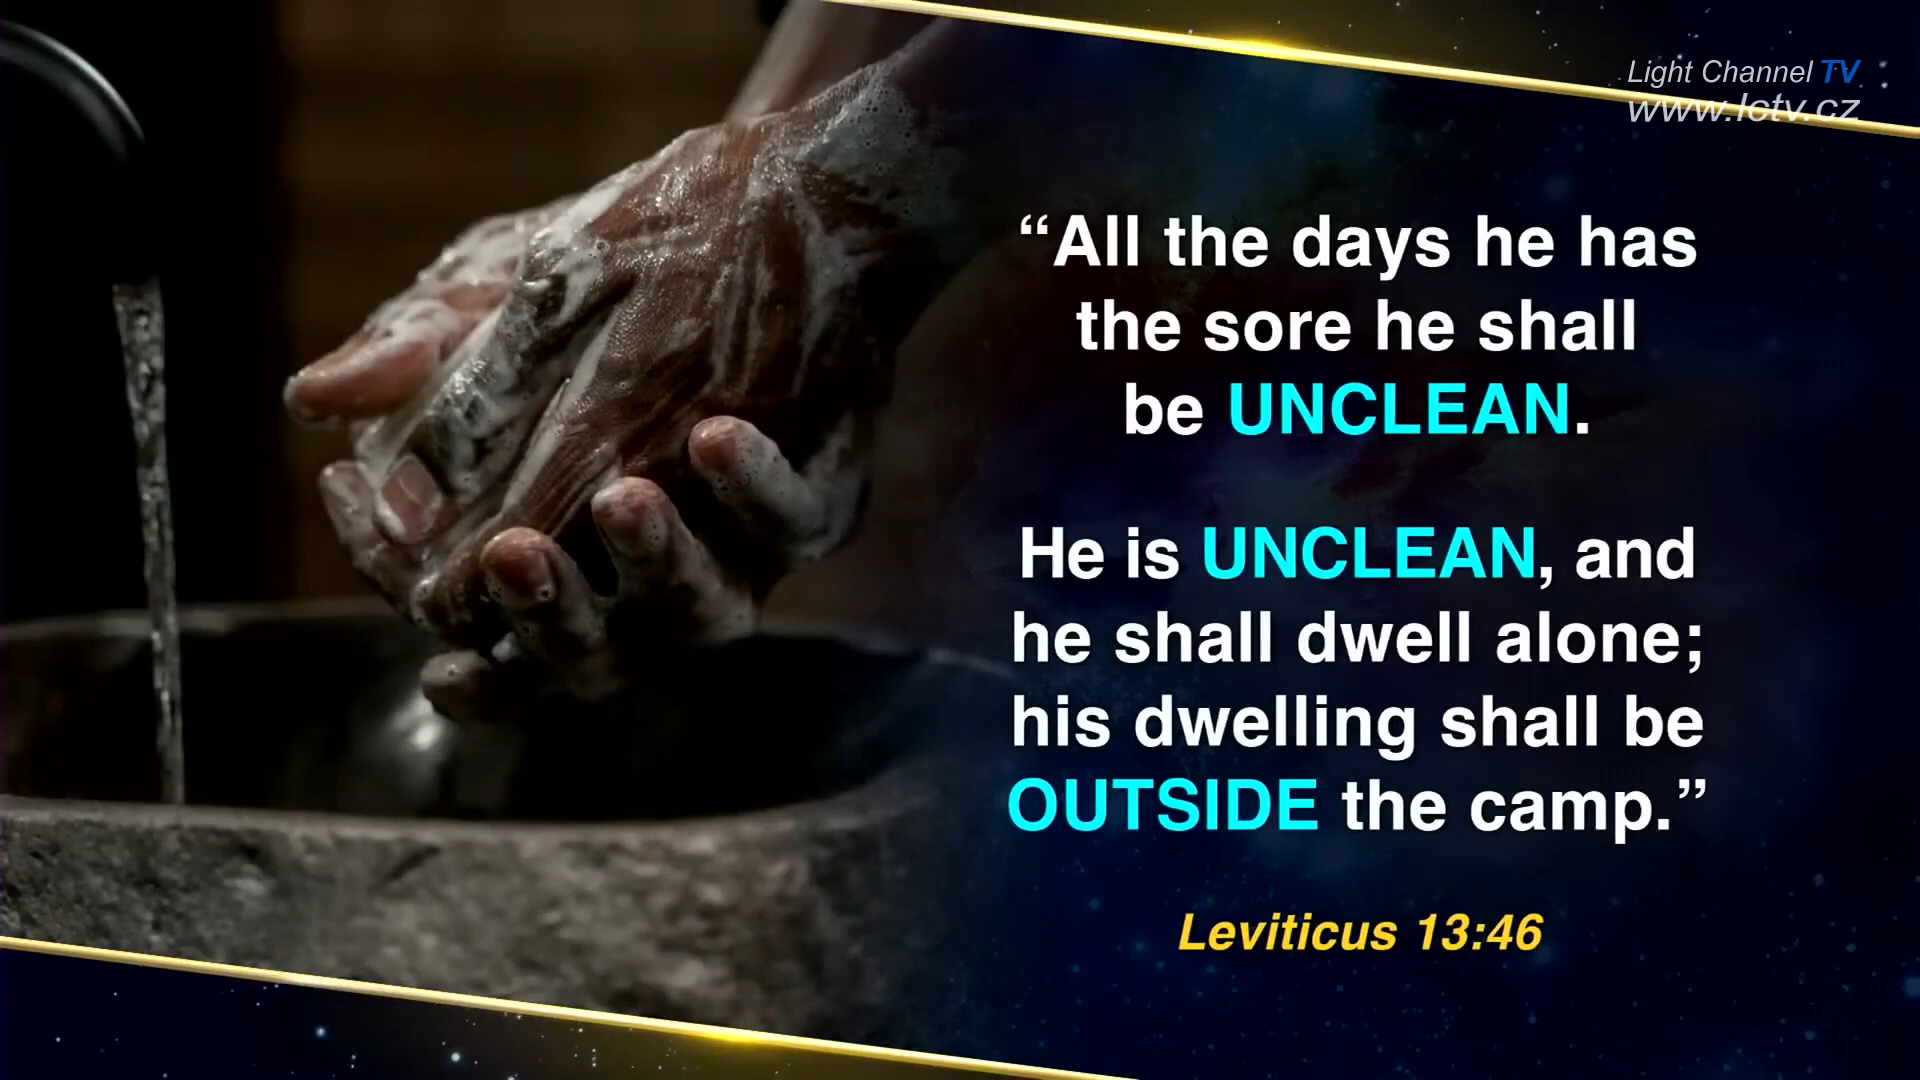 Light Channel TV
www.lctv.cz
“All the days he has
the sore he shall
be UNCLEAN.
He is UNCLEAN, and
he shall dwell alone;
his dwelling shall be
OUTSIDE the camp.”
Leviticus 13:46